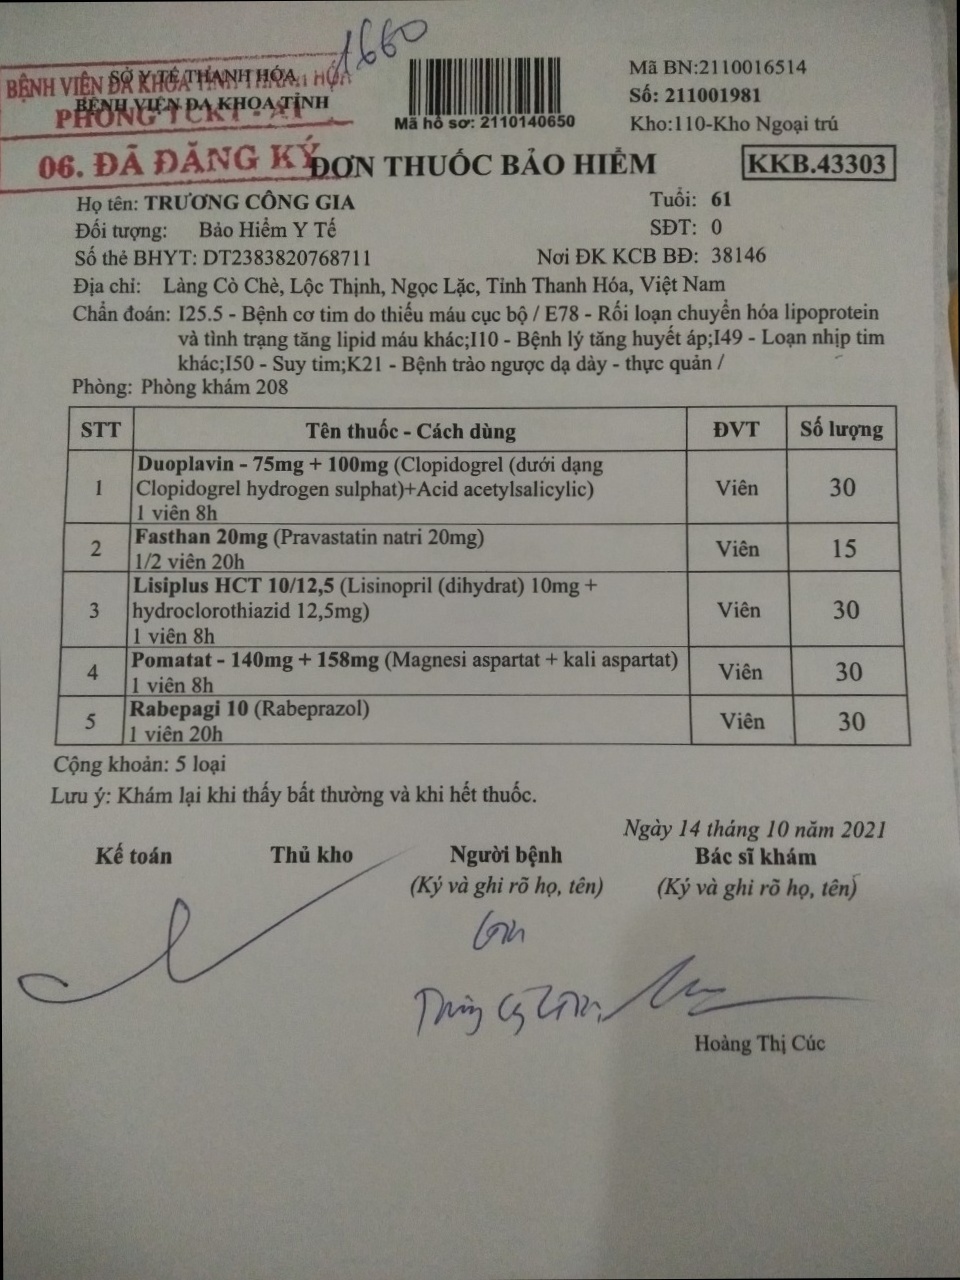 1660
SỞ Y TẾ THANH HÓA
BỆNH VIỆN ĐA KHOA TỈNH
BỆNH VIỆN ĐA KHOA TỈNH THANH HÓA
PHÒNG TCKT
06. ĐÃ ĐĂNG KÝ
Mã hồ sơ: 2110140650
Mã BN:2110016514
Số: 211001981
Kho:110-Kho Ngoại trú
ĐƠN THUỐC BẢO HIỂM
KKB.43303
Họ tên: TRƯƠNG CÔNG GIA Tuổi: 61
Đối tượng: Bảo Hiểm Y Tế SĐT: 0
Số thẻ BHYT: DT2383820768711 Nơi ĐK KCB BĐ: 38146
Địa chỉ: Làng Cò Chè, Lộc Thịnh, Ngọc Lặc, Tỉnh Thanh Hóa, Việt Nam
Chẩn đoán: I25.5 - Bệnh cơ tim do thiếu máu cục bộ / E78 - Rối loạn chuyển hóa lipoprotein
và tình trạng tăng lipid máu khác;I10 - Bệnh lý tăng huyết áp;I49 - Loạn nhịp tim
khác;I50 - Suy tim;K21 - Bệnh trào ngược dạ dày - thực quản /
Phòng: Phòng khám 208
STT Tên thuốc - Cách dùng ĐVT Số lượng
1 Duoplavin - 75mg + 100mg (Clopidogrel (dưới dạng
Clopidogrel hydrogen sulphat)+Acid acetylsalicylic) Viên 30
1 viên 8h
2 Fasthan 20mg (Pravastatin natri 20mg) Viên 15
1/2 viên 20h
3 Lisiplus HCT 10/12,5 (Lisinopril (dihydrat) 10mg +
hydroclorothiazid 12,5mg) Viên 30
1 viên 8h
4 Pomatat - 140mg + 158mg (Magnesi aspartat + kali aspartat) Viên 30
1 viên 8h
5 Rabepagi 10 (Rabeprazol) Viên 30
1 viên 20h
Cộng khoản: 5 loại
Lưu ý: Khám lại khi thấy bất thường và khi hết thuốc.
Ngày 14 tháng 10 năm 2021
Kế toán Thủ kho Người bệnh Bác sĩ khám
(Ký và ghi rõ họ, tên) (Ký và ghi rõ họ, tên)
Hoàng Thị Cúc